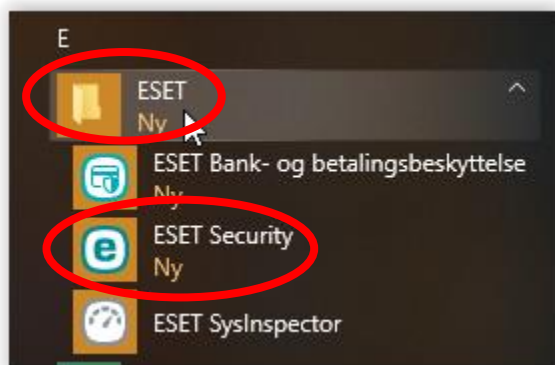 E
ESET
Ny
ESET Bank- og betalingsbeskyttelse
Ny
ESET Security
Ny
ESET SysInspector